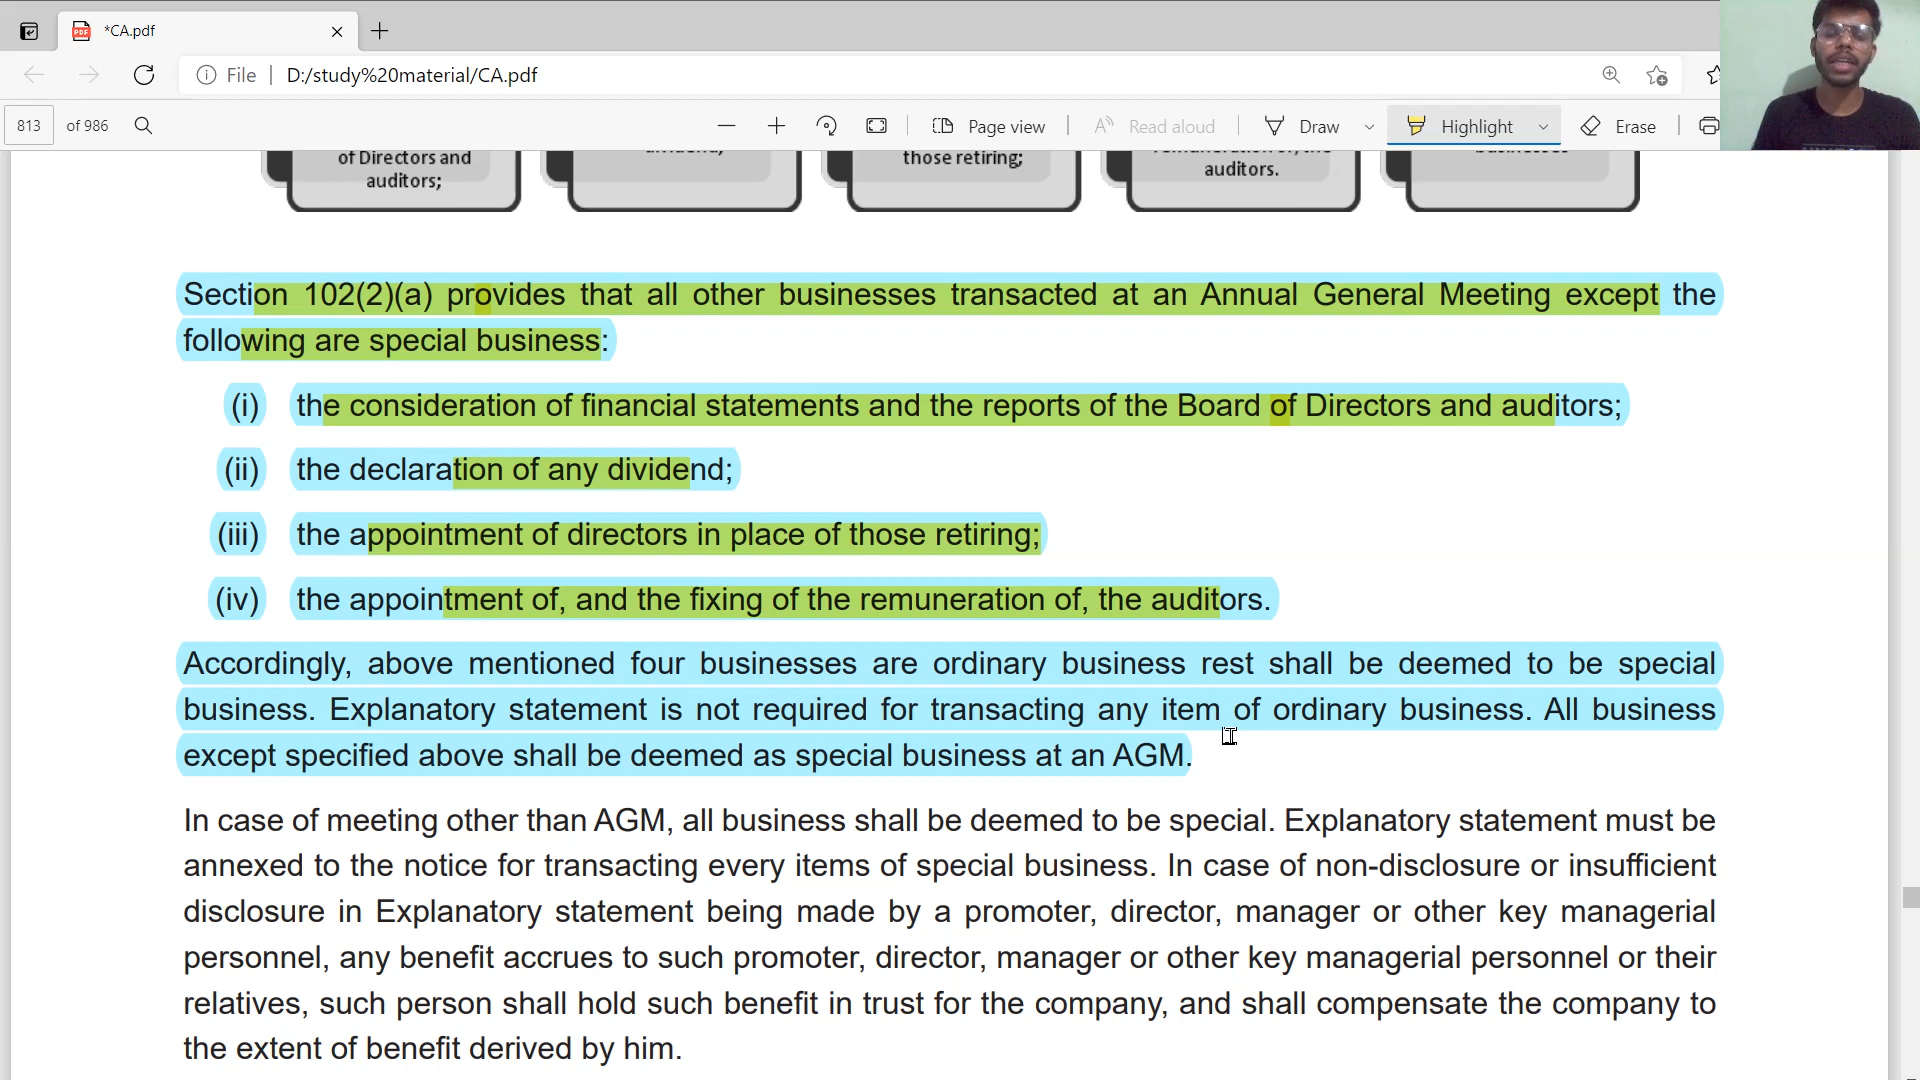 *CA.pdf
File
D:/study%20material/CA.pdf
813 of 986
Page view
Read aloud
Draw
Highlight
Erase
of Directors and
auditors;
those retiring;
auditors.
Section 102(2)(a) provides that all other businesses transacted at an Annual General Meeting except the
following are special business:
(i) the consideration of financial statements and the reports of the Board of Directors and auditors;
(ii) the declaration of any dividend;
(iii) the appointment of directors in place of those retiring;
(iv) the appointment of, and the fixing of the remuneration of, the auditors.
Accordingly, above mentioned four businesses are ordinary business rest shall be deemed to be special
business. Explanatory statement is not required for transacting any item of ordinary business. All business
except specified above shall be deemed as special business at an AGM.
In case of meeting other than AGM, all business shall be deemed to be special. Explanatory statement must be
annexed to the notice for transacting every items of special business. In case of non-disclosure or insufficient
disclosure in Explanatory statement being made by a promoter, director, manager or other key managerial
personnel, any benefit accrues to such promoter, director, manager or other key managerial personnel or their
relatives, such person shall hold such benefit in trust for the company, and shall compensate the company to
the extent of benefit derived by him.